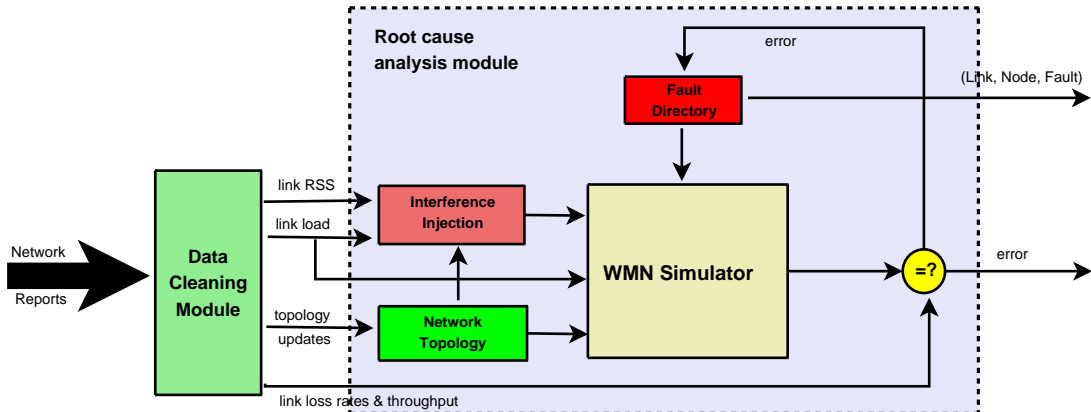 Root cause
analysis module
error
(Link, Node, Fault)
Fault
Directory
link RSS
Interference
Injection
link load
Network
Reports
Data
Cleaning
Module
WMN Simulator
=?
error
topology
updates
Network
Topology
link loss rates & throughput